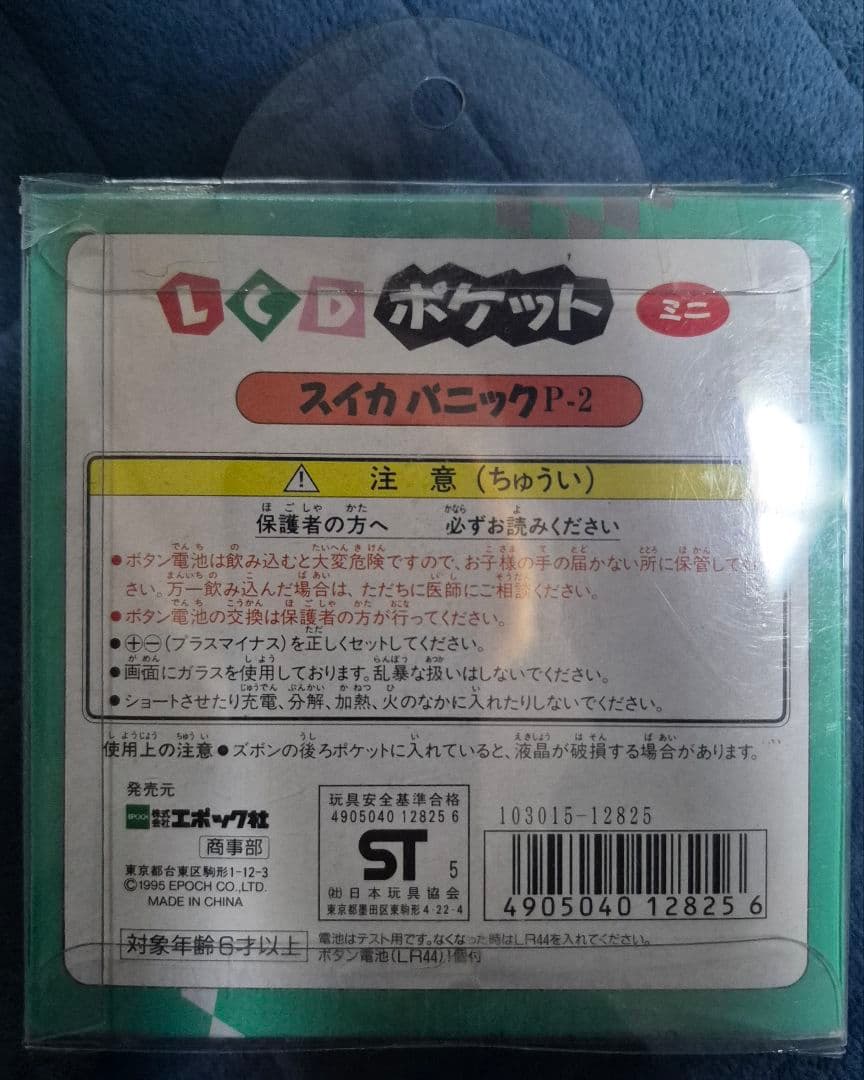 LCD ポケット ミニ
スイカパニックP-2
注 意 (ちゅうい)
保護者の方へ 必ずお読みください
●ボタン電池は飲み込むと大変危険ですので、お子様の手の届かない所に保管して
さい。万一飲み込んだ場合は、ただちに医師にご相談ください。
●ボタン電池の交換は保護者の方が行ってください。
●⊕⊖(プラスマイナス)を正しくセットしてください。
●画面にガラスを使用しております。乱暴な扱いはしないでください。
●ショートさせたり充電、分解、加熱、火のなかに入れたりしないでください。
使用上の注意●ズボンの後ろポケットに入れていると、液晶が破損する場合があります。
発売元
EPOCH 株式会社エポック社
商事部
東京都台東区駒形1-12-3
©1995 EPOCH CO.,LTD.
MADE IN CHINA
玩具安全基準合格
4905040 12825 6
ST 5
(社)日本玩具協会
東京都墨田区東駒形4-22-4
103015-12825
4905040 128256
対象年齢6才以上
電池はテスト用です。なくなった時はLR44を入れてください。
ボタン電池(LR44)1個付